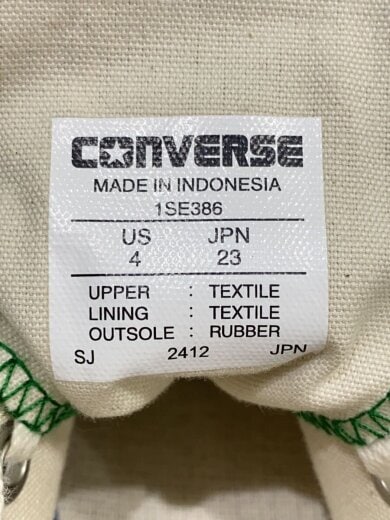 CONVERSE
MADE IN INDONESIA
1SE386
US JPN
4 23
UPPER : TEXTILE
LINING : TEXTILE
OUTSOLE : RUBBER
SJ 2412 JPN